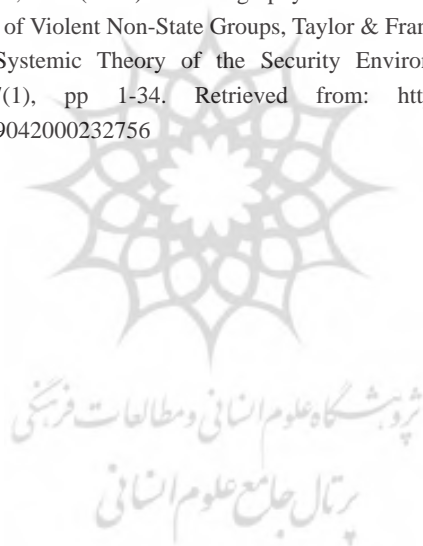 of Violent Non-State Groups, Taylor & Fran
Systemic Theory of the Security Environ
7(1), pp 1-34. Retrieved from: htt
9042000232756
پژوهشگاه علوم انسانی و مطالعات فرهنگی
پرتال جامع علوم انسانی